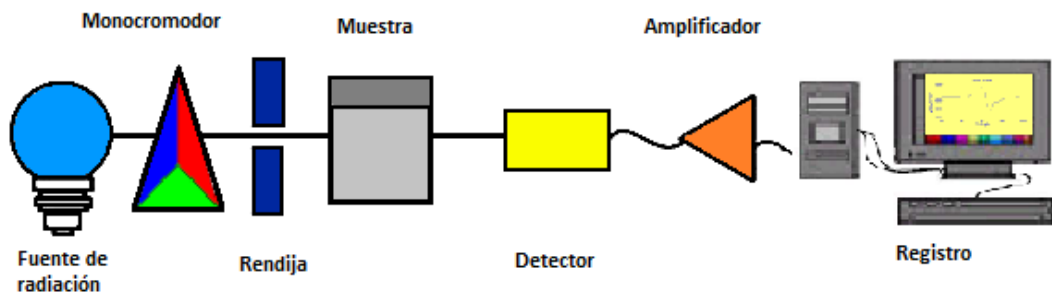 Monocromodor
Muestra
Amplificador
Fuente de
radiación
Rendija
Detector
Registro